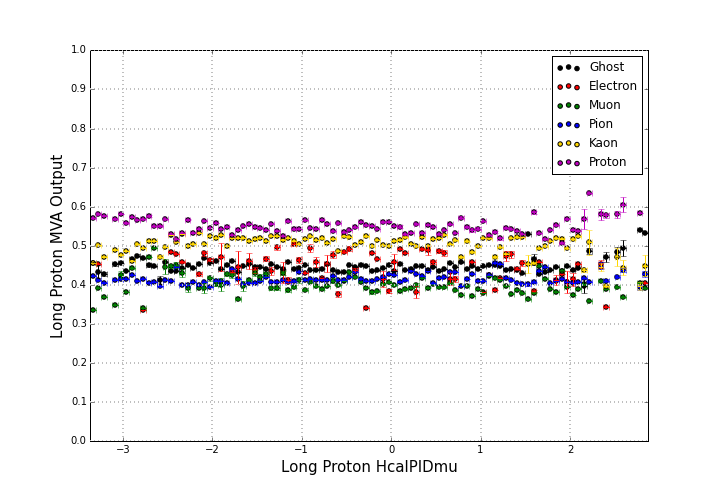 1.0
0.9
0.8
0.7
0.6
0.5
0.4
0.3
0.2
0.1
0.0
Long Proton MVA Output
Ghost
Electron
Muon
Pion
Kaon
Proton
−3 −2 −1 0 1 2
Long Proton HcalPIDmu